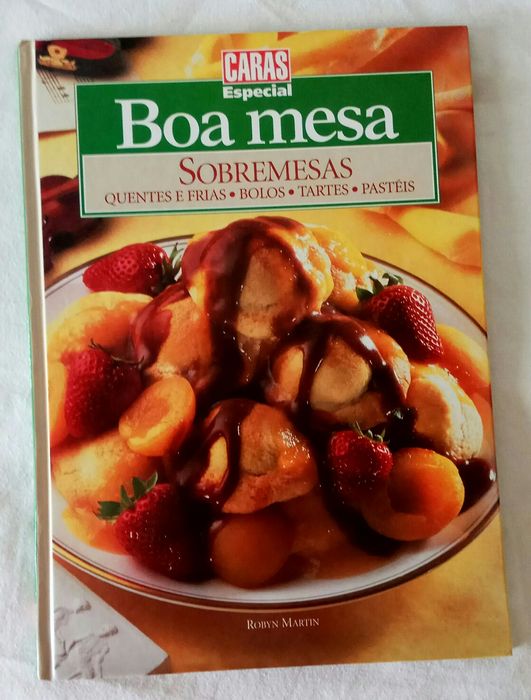 CARAS
Especial
Boa mesa
SOBREMESAS
QUENTES E FRIAS • BOLOS • TARTES • PASTÉIS
ROBYN MARTIN